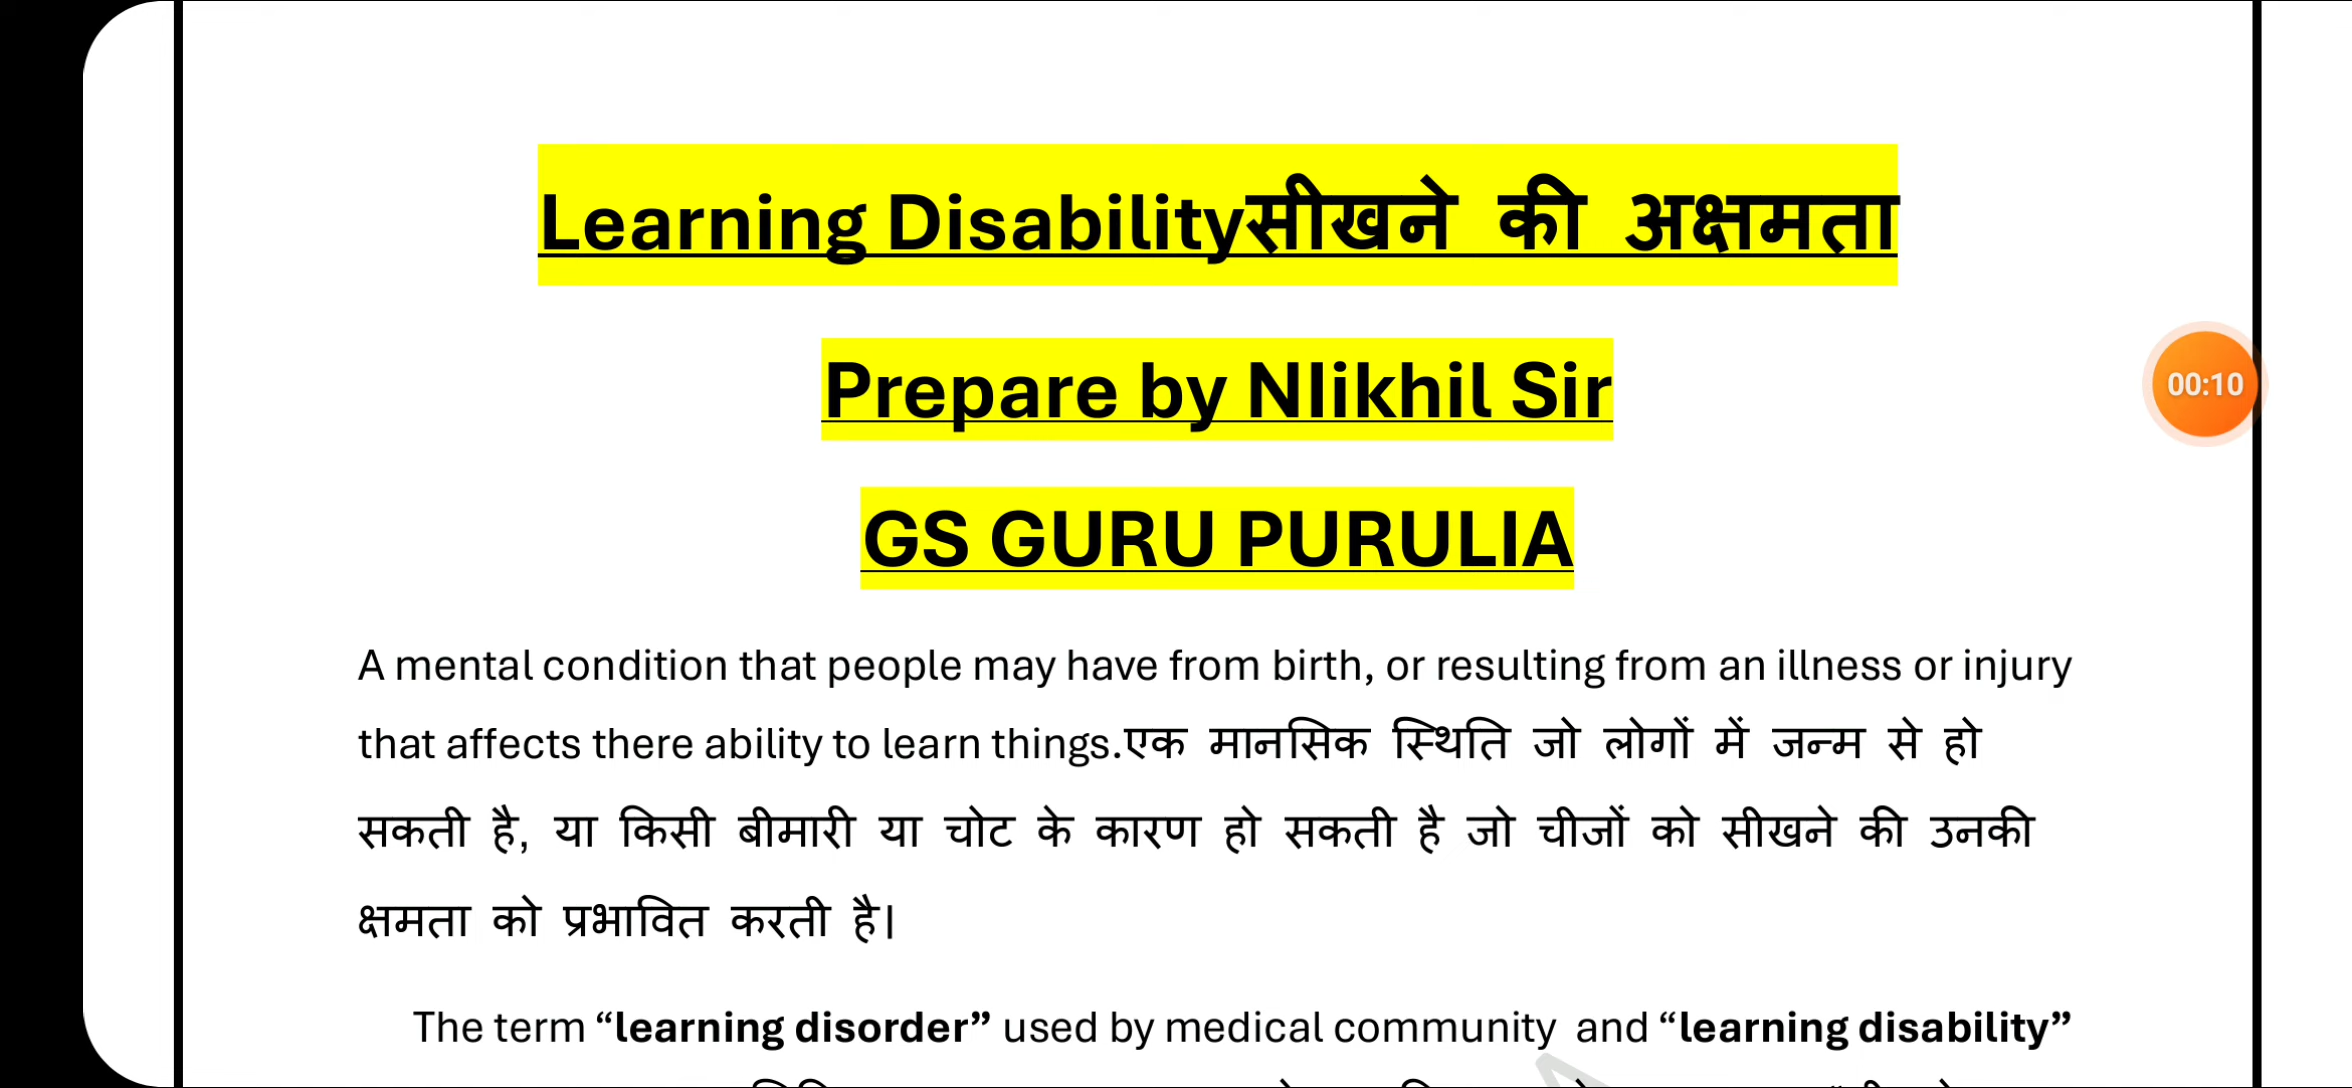 Learning Disabilityसीखने की अक्षमता
Prepare by NIikhil Sir
GS GURU PURULIA
00:10
A mental condition that people may have from birth, or resulting from an illness or injury
that affects there ability to learn things.एक मानसिक स्थिति जो लोगों में जन्म से हो
सकती है, या किसी बीमारी या चोट के कारण हो सकती है जो चीजों को सीखने की उनकी
क्षमता को प्रभावित करती है।
The term “learning disorder” used by medical community and “learning disability”